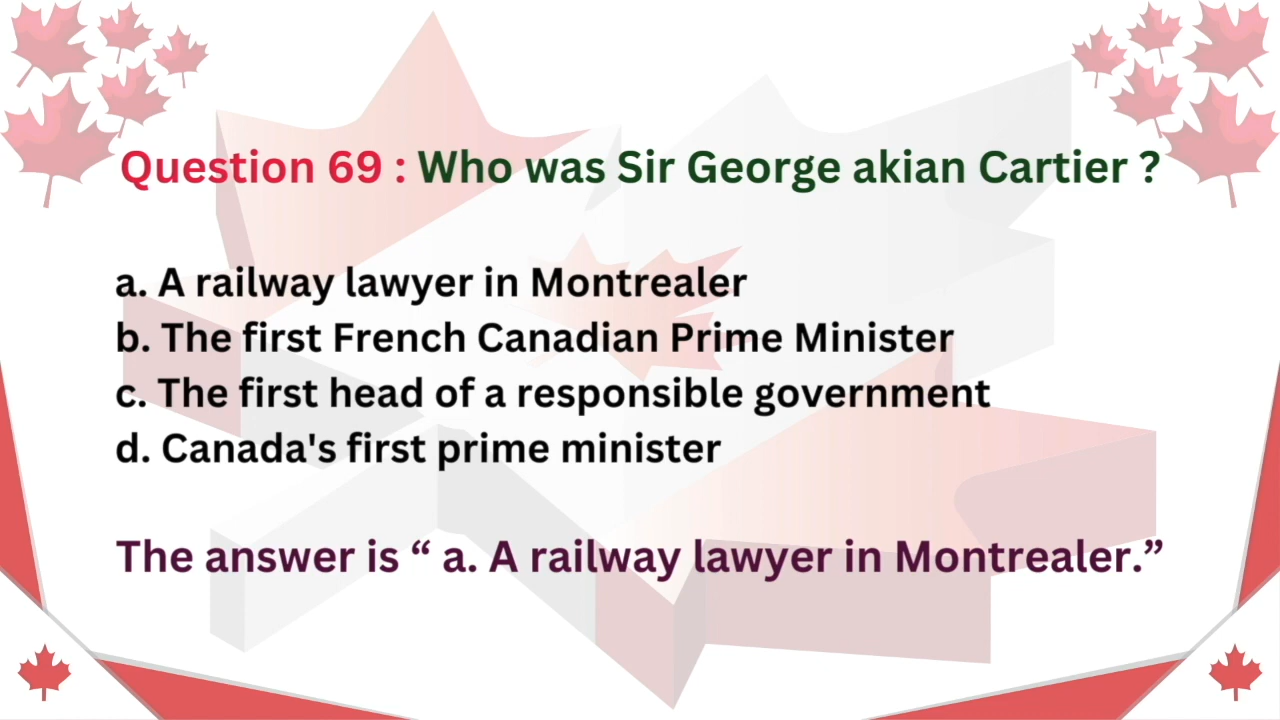 Question 69 : Who was Sir George akian Cartier ?
a. A railway lawyer in Montrealer
b. The first French Canadian Prime Minister
c. The first head of a responsible government
d. Canada's first prime minister
The answer is “ a. A railway lawyer in Montrealer.”